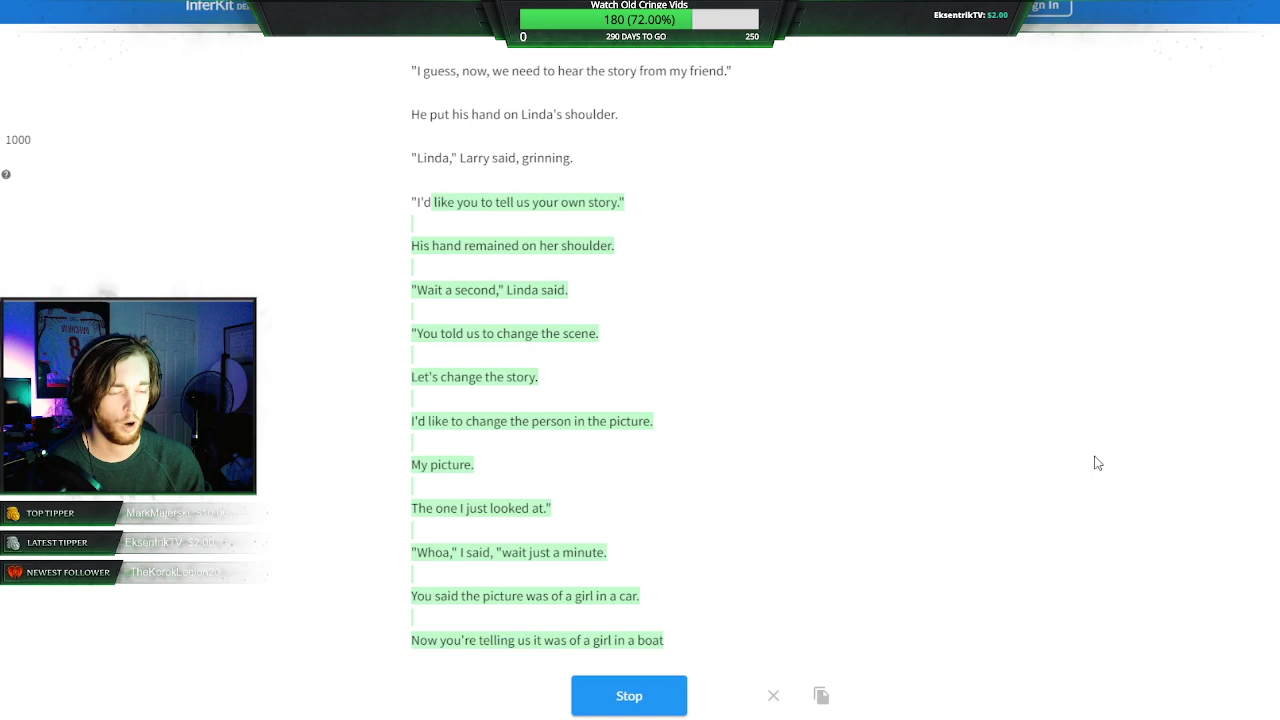 InferKit DE
Watch Old Cringe Vids
180 (72.00%)
0
290 DAYS TO GO
250
EksentrikTV: $2.00
gn In
"I guess, now, we need to hear the story from my friend."
He put his hand on Linda's shoulder.
1000
"Linda," Larry said, grinning.
"I'd like you to tell us your own story."
His hand remained on her shoulder.
"Wait a second," Linda said.
"You told us to change the scene.
Let's change the story.
I'd like to change the person in the picture.
My picture.
The one I just looked at."
"Whoa," I said, "wait just a minute.
You said the picture was of a girl in a car.
Now you're telling us it was of a girl in a boat
Stop
8
TOP TIPPER
LATEST TIPPER
EksentrikTV: $2.00
NEWEST FOLLOWER